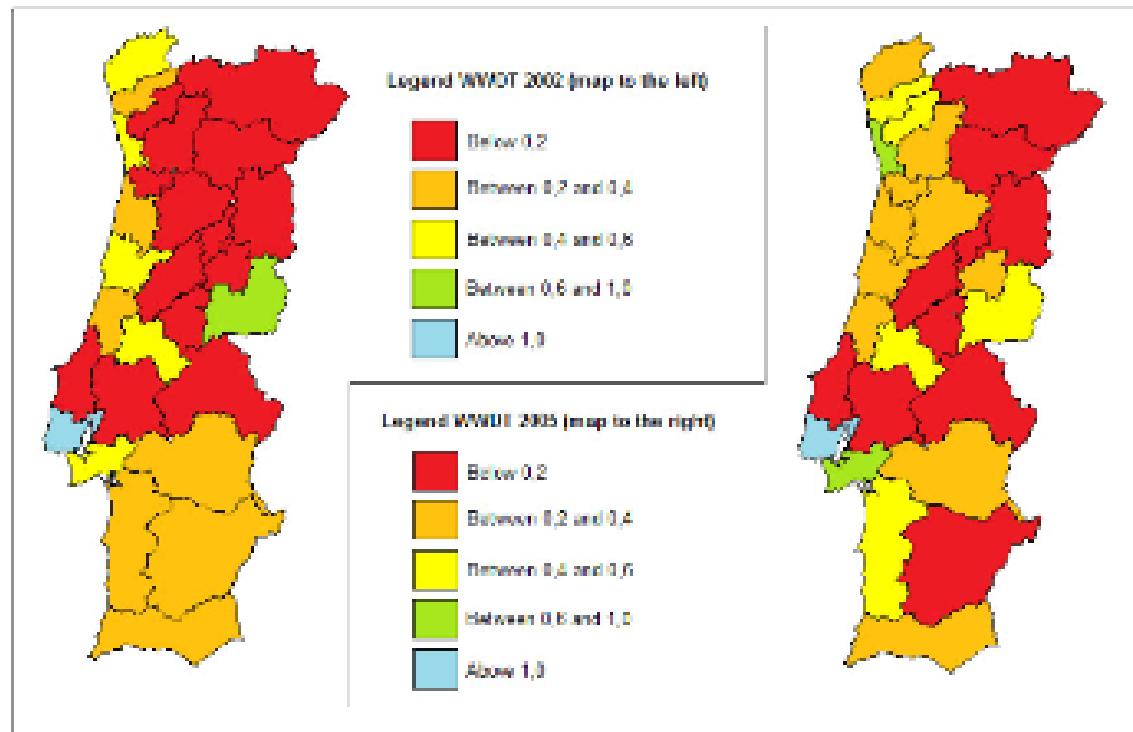 Legend WWDT 2002 (map to the left)
Below 0,2
Between 0,2 and 0,4
Between 0,4 and 0,6
Between 0,6 and 1,0
Above 1,0
Legend WWDT 2005 (map to the right)
Below 0,2
Between 0,2 and 0,4
Between 0,4 and 0,6
Between 0,6 and 1,0
Above 1,0